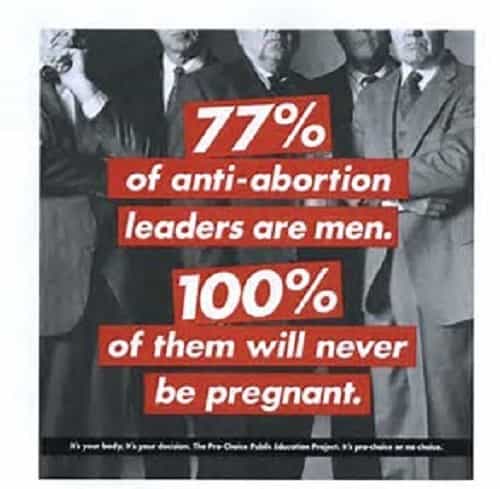 77%
of anti-abortion
leaders are men.
100%
of them will never
be pregnant.
It's your body. It's your decision. The Pro-Choice Public Education Project. It's pro-choice or no choice.